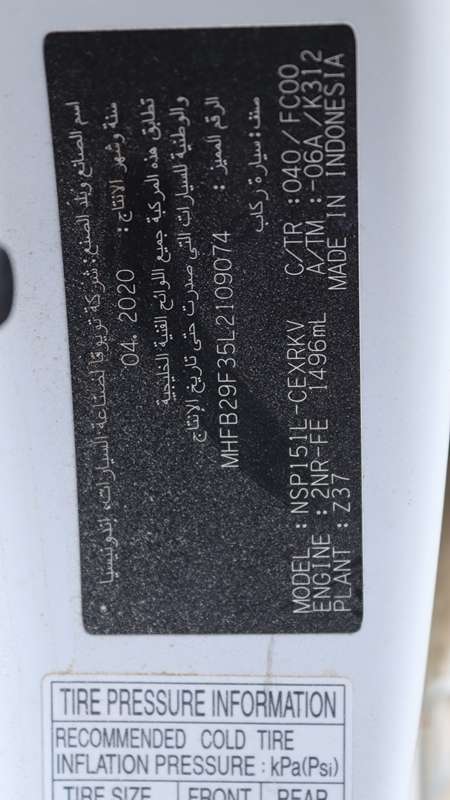 اسم الصانع وبلد الصنع : شركة تويوتا لصناعة السيارات، إندونيسيا .
سنة وشهر الانتاج : 04. 2020
تطابق هذه المركبة جميع اللوائح الفنية الخليجية
والوطنية للسيارات التي صدرت حتى تاريخ الإنتاج
الرقم المميز : MHFB29F35L2109074
صنف : سيارة ركاب
MODEL : NSP151L-CEXRKV C/TR : 040/FC00
ENGINE : 2NR-FE 1496mL A/TM : -06A/K312
PLANT : Z37 MADE IN INDONESIA
TIRE PRESSURE INFORMATION
RECOMMENDED COLD TIRE
INFLATION PRESSURE : kPa(Psi)
TIRE SIZE FRONT REAR